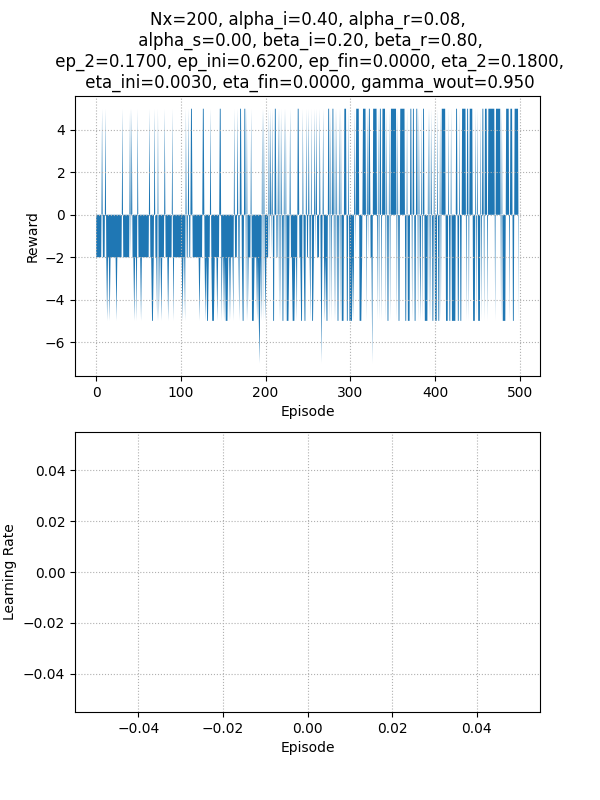 Nx=200, alpha_i=0.40, alpha_r=0.08,
alpha_s=0.00, beta_i=0.20, beta_r=0.80,
ep_2=0.1700, ep_ini=0.6200, ep_fin=0.0000, eta_2=0.1800,
eta_ini=0.0030, eta_fin=0.0000, gamma_wout=0.950
4
2
0
−2
−4
−6
Reward
0 100 200 300 400 500
Episode
0.04
0.02
0.00
−0.02
−0.04
Learning Rate
−0.04 −0.02 0.00 0.02 0.04
Episode